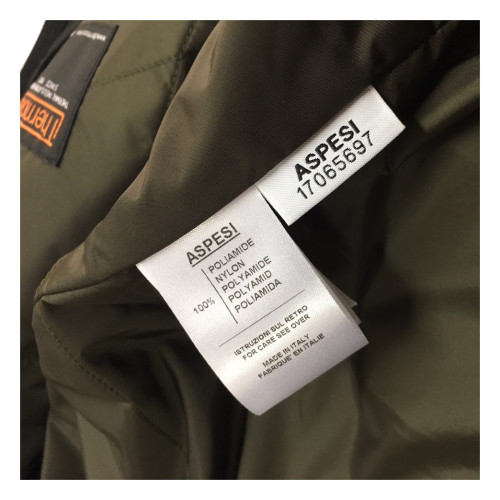 Thermo
ASPESI
17065697
ASPESI
100%
POLIAMIDE
NYLON
POLYAMIDE
POLYAMID
POLIAMIDA
ISTRUZIONI SUL RETRO
FOR CARE SEE OVER
MADE IN ITALY
FABRIQUE EN ITALIE